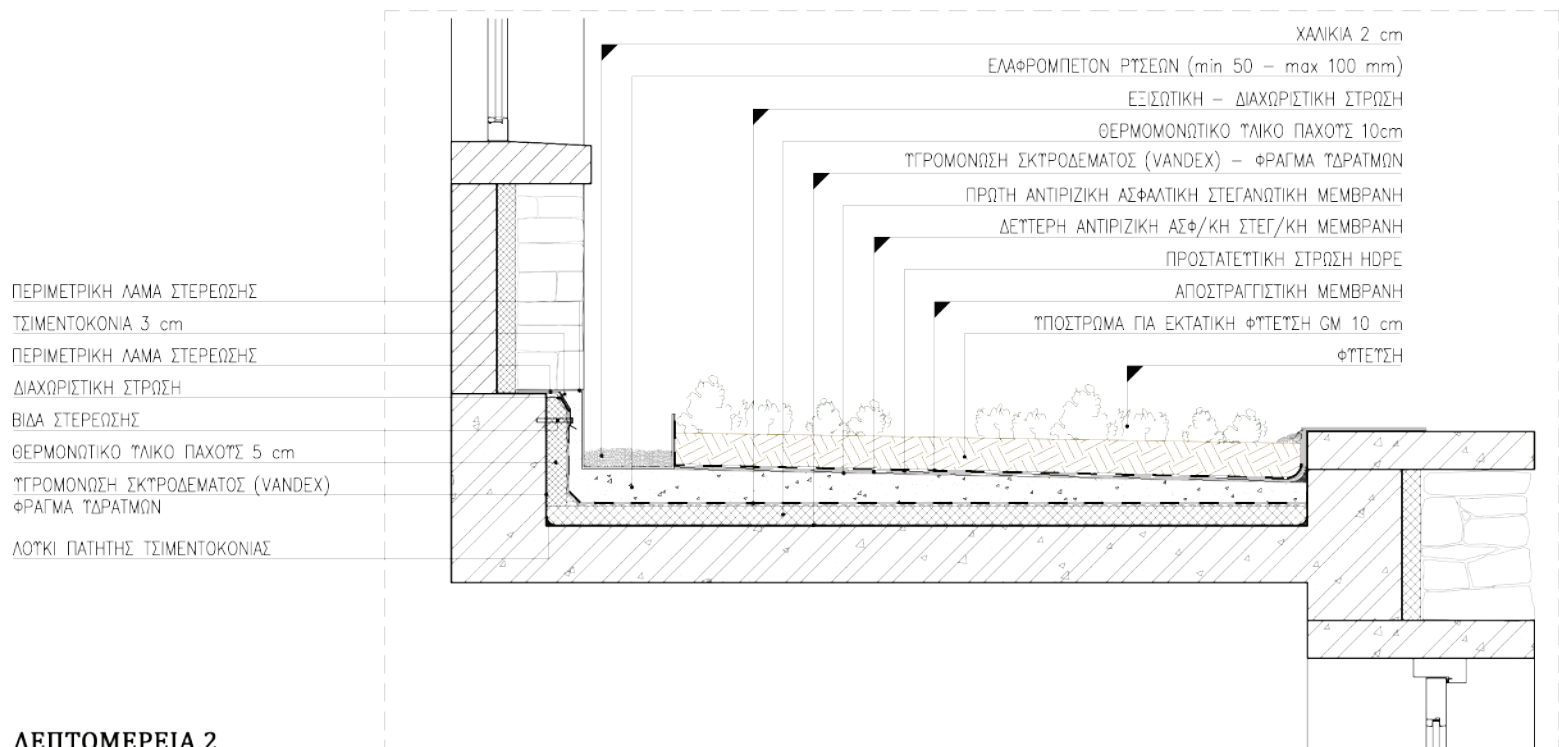 ΧΑΛΙΚΙΑ 2 cm
ΕΛΑΦΡΟΜΠΕΤΟΝ ΡΥΣΕΩΝ (min 50 – max 100 mm)
ΕΞΙΣΩΤΙΚΗ – ΔΙΑΧΩΡΙΣΤΙΚΗ ΣΤΡΩΣΗ
ΘΕΡΜΟΜΟΝΩΤΙΚΟ ΥΛΙΚΟ ΠΑΧΟΥΣ 10cm
ΥΓΡΟΜΟΝΩΣΗ ΣΚΥΡΟΔΕΜΑΤΟΣ (VANDEX) – ΦΡΑΓΜΑ ΥΔΡΑΤΜΩΝ
ΠΡΩΤΗ ΑΝΤΙΡΙΖΙΚΗ ΑΣΦΑΛΤΙΚΗ ΣΤΕΓΑΝΩΤΙΚΗ ΜΕΜΒΡΑΝΗ
ΔΕΥΤΕΡΗ ΑΝΤΙΡΙΖΙΚΗ ΑΣΦ/ΚΗ ΣΤΕΓ/ΚΗ ΜΕΜΒΡΑΝΗ
ΠΡΟΣΤΑΤΕΥΤΙΚΗ ΣΤΡΩΣΗ HDPE
ΑΠΟΣΤΡΑΓΓΙΣΤΙΚΗ ΜΕΜΒΡΑΝΗ
ΥΠΟΣΤΡΩΜΑ ΓΙΑ ΕΚΤΑΤΙΚΗ ΦΥΤΕΥΣΗ GM 10 cm
ΦΥΤΕΥΣΗ
ΠΕΡΙΜΕΤΡΙΚΗ ΛΑΜΑ ΣΤΕΡΕΩΣΗΣ
ΤΣΙΜΕΝΤΟΚΟΝΙΑ 3 cm
ΠΕΡΙΜΕΤΡΙΚΗ ΛΑΜΑ ΣΤΕΡΕΩΣΗΣ
ΔΙΑΧΩΡΙΣΤΙΚΗ ΣΤΡΩΣΗ
ΒΙΔΑ ΣΤΕΡΕΩΣΗΣ
ΘΕΡΜΟΝΩΤΙΚΟ ΥΛΙΚΟ ΠΑΧΟΥΣ 5 cm
ΥΓΡΟΜΟΝΩΣΗ ΣΚΥΡΟΔΕΜΑΤΟΣ (VANDEX)
ΦΡΑΓΜΑ ΥΔΡΑΤΜΩΝ
ΛΟΥΚΙ ΠΑΤΗΤΗΣ ΤΣΙΜΕΝΤΟΚΟΝΙΑΣ
ΛΕΠΤΟΜΕΡΕΙΑ 2